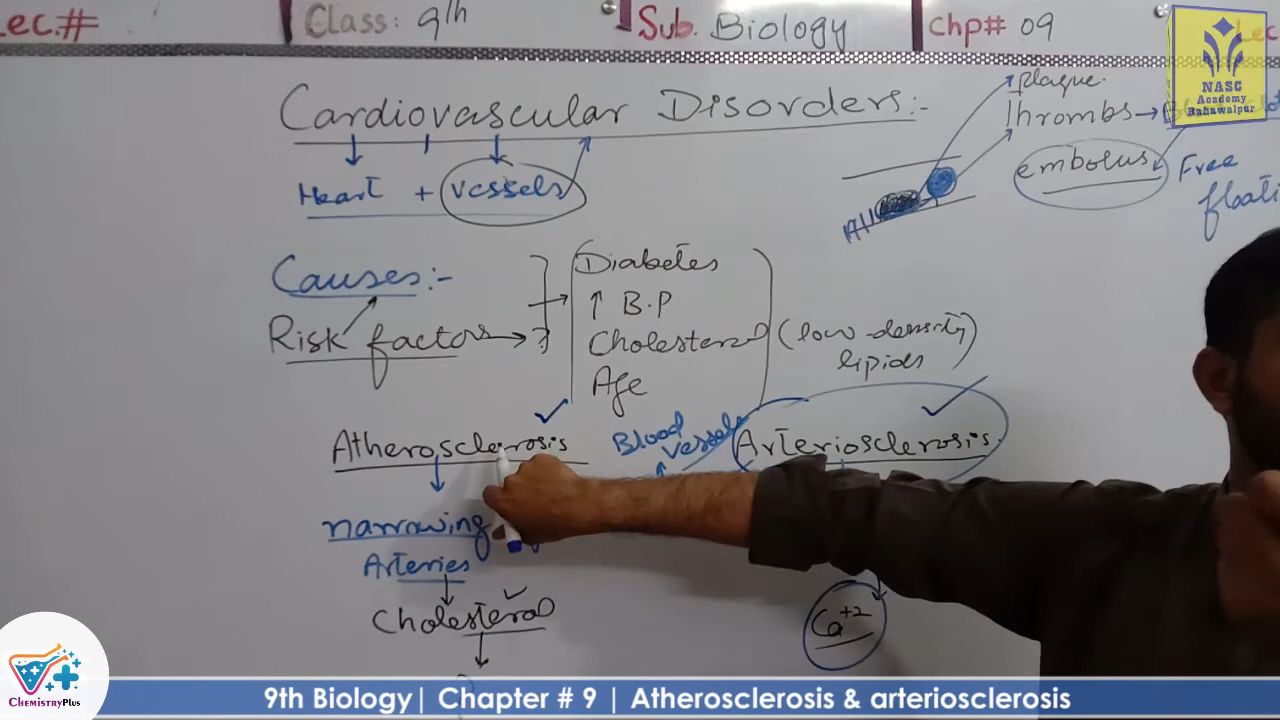 Lec.#
Class: 9th
Sub. Biology
Chp# 09
NASC
Academy
Bahawalpur
Cardiovascular Disorders:-
Heart + vessels
plaque.
Thrombs →
embolus
Free
Causes:-
Risk factors →
Diabetes
↑ B.P
Cholesterol (low-density lipids)
Age
Atherosclerosis
Blood vessels
Arteriosclerosis
narrowing
Arteries
Cholesterol
Ca+2
ChemistryPlus
9th Biology| Chapter # 9 | Atherosclerosis & arteriosclerosis